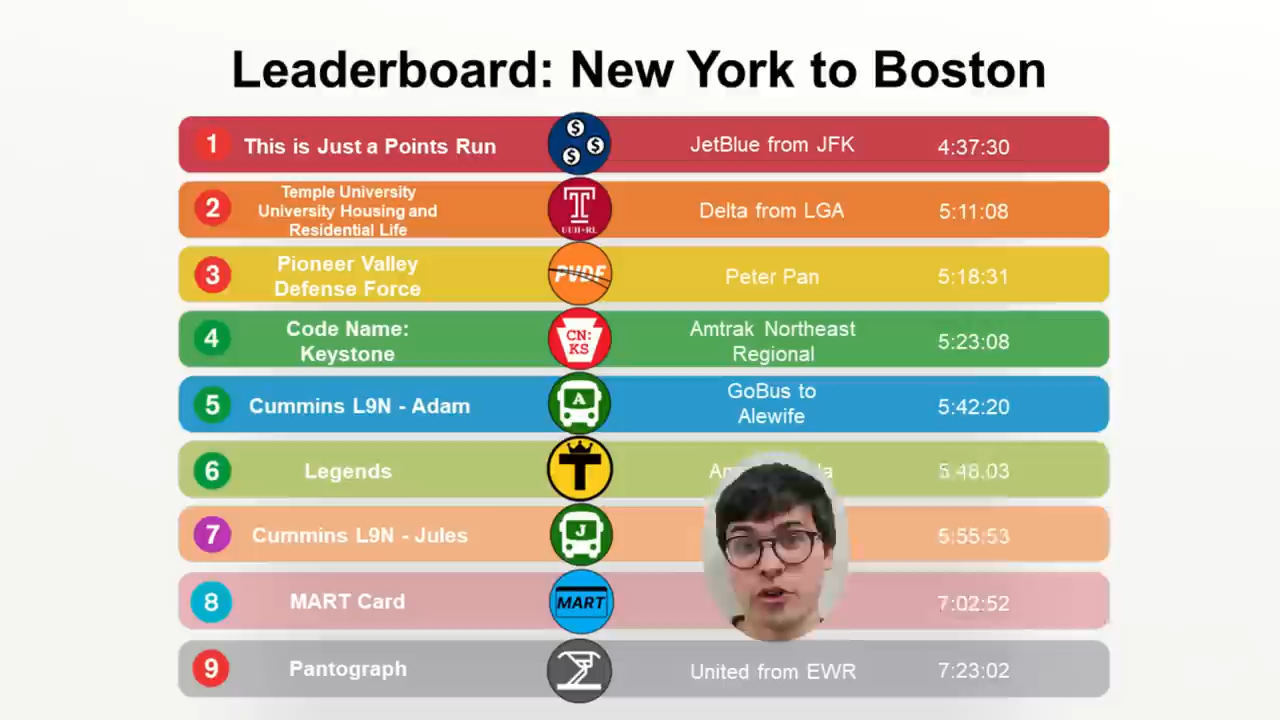 Leaderboard: New York to Boston
1 This is Just a Points Run $ $ $ JetBlue from JFK 4:37:30
2 Temple University
University Housing and
Residential Life
T
UUH+RL
Delta from LGA 5:11:08
3 Pioneer Valley
Defense Force
PVDF Peter Pan 5:18:31
4 Code Name:
Keystone
CN:
KS
Amtrak Northeast
Regional
5:23:08
5 Cummins L9N - Adam A GoBus to
Alewife
5:42:20
6 Legends T 5:48:03
7 Cummins L9N - Jules J 5:55:53
8 MART Card MART 7:02:52
9 Pantograph United from EWR 7:23:02